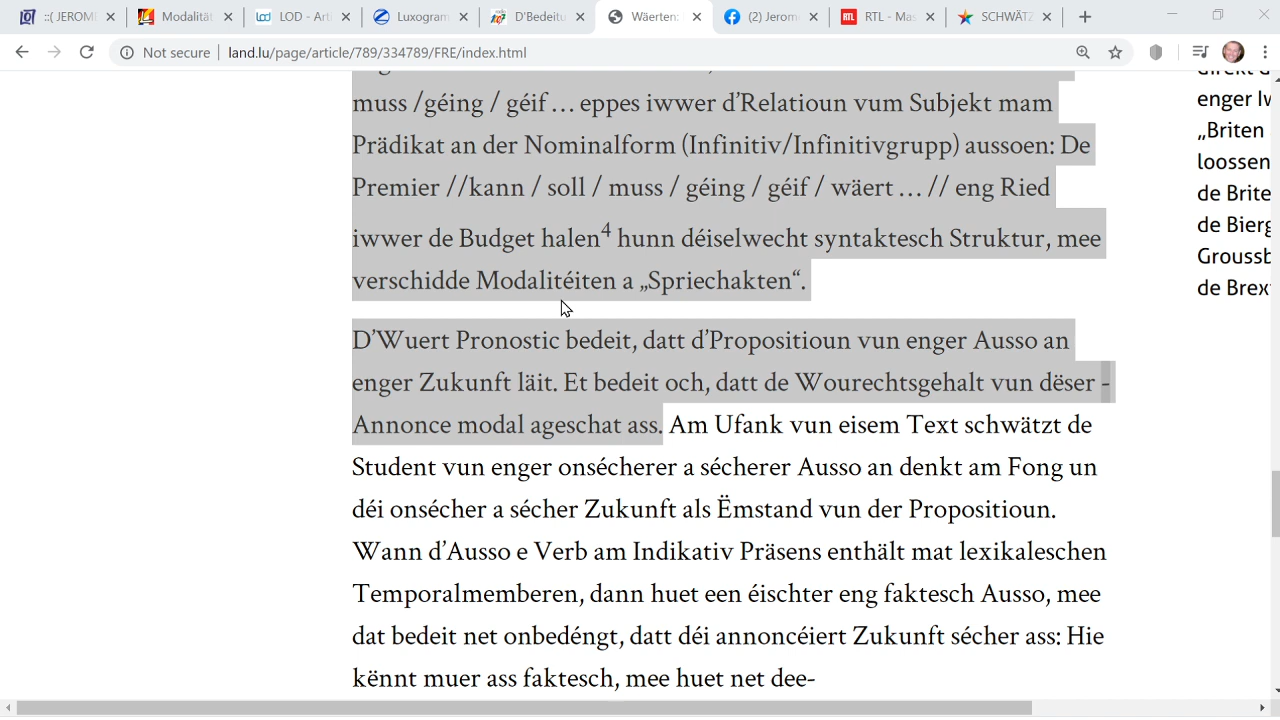 ::( JEROMI
Modalität
LOD - Arti
Luxogram
D'Bedeitu
Wäerten:
(2) Jerome
RTL - Mas
SCHWÄTZ
Not secure
land.lu/page/article/789/334789/FRE/index.html
muss /géing / géif… eppes iwwer d’Relatioun vum Subjekt mam
Prädikat an der Nominalform (Infinitiv/Infinitivgrupp) aussoen: De
Premier //kann / soll / muss / géing / géif / wäert… // eng Ried
iwwer de Budget halen4 hunn déiselwecht syntaktesch Struktur, mee
verschidde Modalitéiten a „Spriechakten“.
D’Wuert Pronostic bedeit, datt d’Propositioun vun enger Ausso an
enger Zukunft läit. Et bedeit och, datt de Wourechtsgehalt vun dëser -
Annonce modal ageschat ass. Am Ufank vun eisem Text schwätzt de
Student vun enger onsécherer a sécherer Ausso an denkt am Fong un
déi onsécher a sécher Zukunft als Ëmstand vun der Propositioun.
Wann d’Ausso e Verb am Indikativ Präsens enthält mat lexikaleschen
Temporalmemberen, dann huet een éischter eng faktesch Ausso, mee
dat bedeit net onbedéngt, datt déi annoncéiert Zukunft sécher ass: Hie
kënnt muer ass faktesch, mee huet net dee-
enger Iw
„Briten
loossen
de Brite
de Bierg
Groussb
de Brex